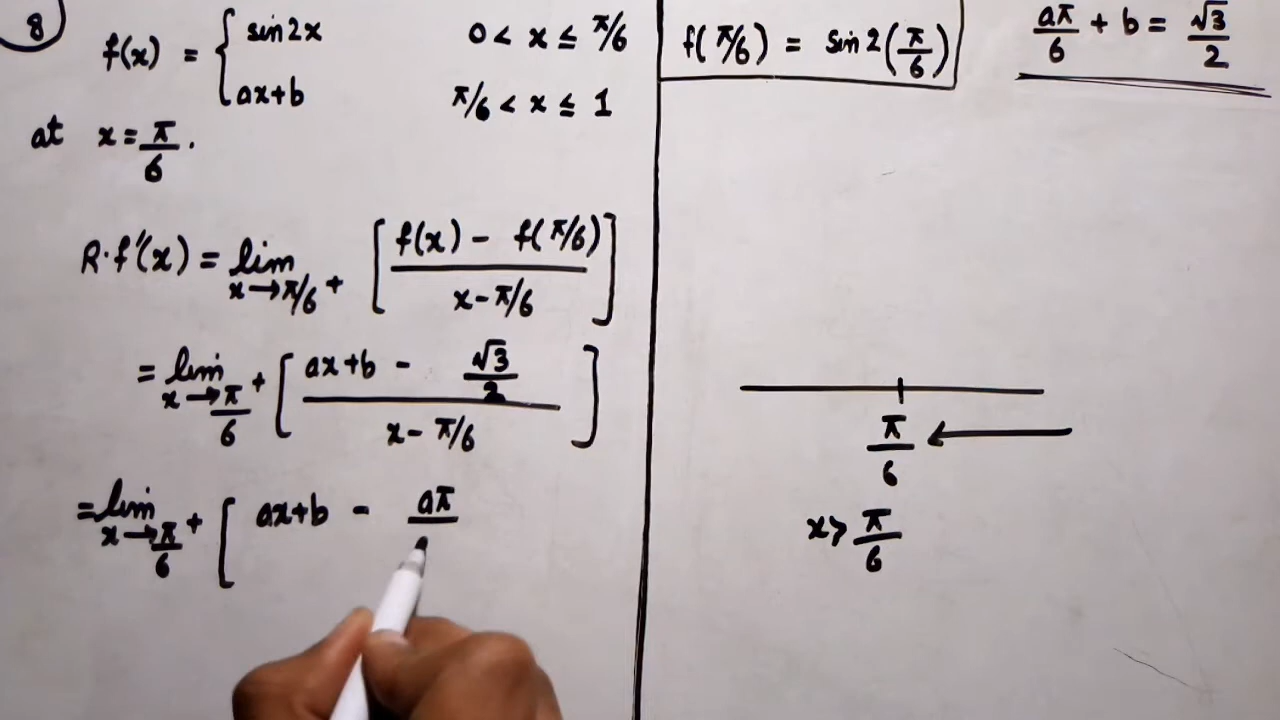 8
f(x) = { sin2x 0 < x ≤ π/6
ax+b π/6 < x ≤ 1
at x = π/6 .
R·f'(x) = lim x→π/6+ [ f(x) - f(π/6) / x-π/6 ]
= lim x→π/6+ [ ax+b - √3/2 / x-π/6 ]
= lim x→π/6+ [ ax+b - aπ
f(π/6) = sin2(π/6)
aπ/6 + b = √3/2
π/6
x > π/6